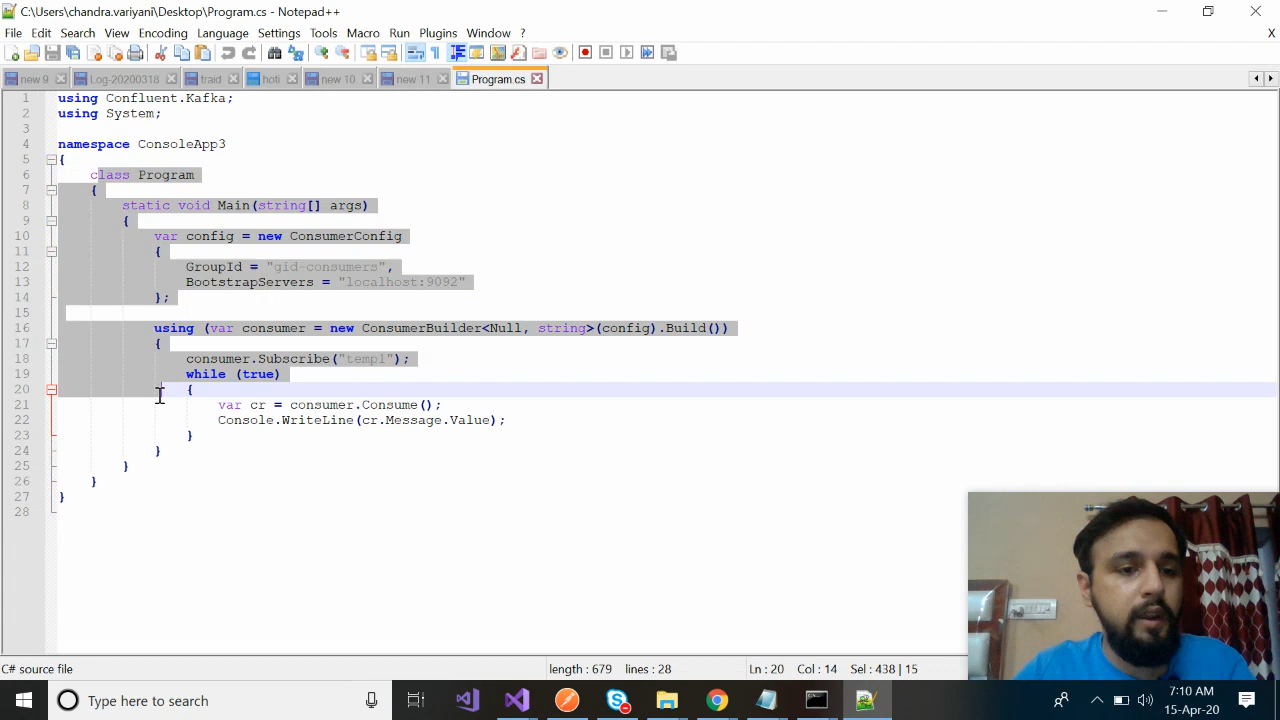 C:\Users\chandra.variyani\Desktop\Program.cs - Notepad++
File Edit Search View Encoding Language Settings Tools Macro Run Plugins Window ? X
new 9 Log-20200318 traid hoti new 10 new 11 Program.cs
1 using Confluent.Kafka;
2 using System;
3
4 namespace ConsoleApp3
5 {
6 class Program
7 {
8 static void Main(string[] args)
9 {
10 var config = new ConsumerConfig
11 {
12 GroupId = "gid-consumers",
13 BootstrapServers = "localhost:9092"
14 };
15
16 using (var consumer = new ConsumerBuilder<Null, string>(config).Build())
17 {
18 consumer.Subscribe("temp1");
19 while (true)
20 {
21 var cr = consumer.Consume();
22 Console.WriteLine(cr.Message.Value);
23 }
24 }
25 }
26 }
27 }
28
C# source file length : 679 lines : 28 Ln : 20 Col : 14 Sel : 438 | 15
Type here to search 7:10 AM
15-Apr-20